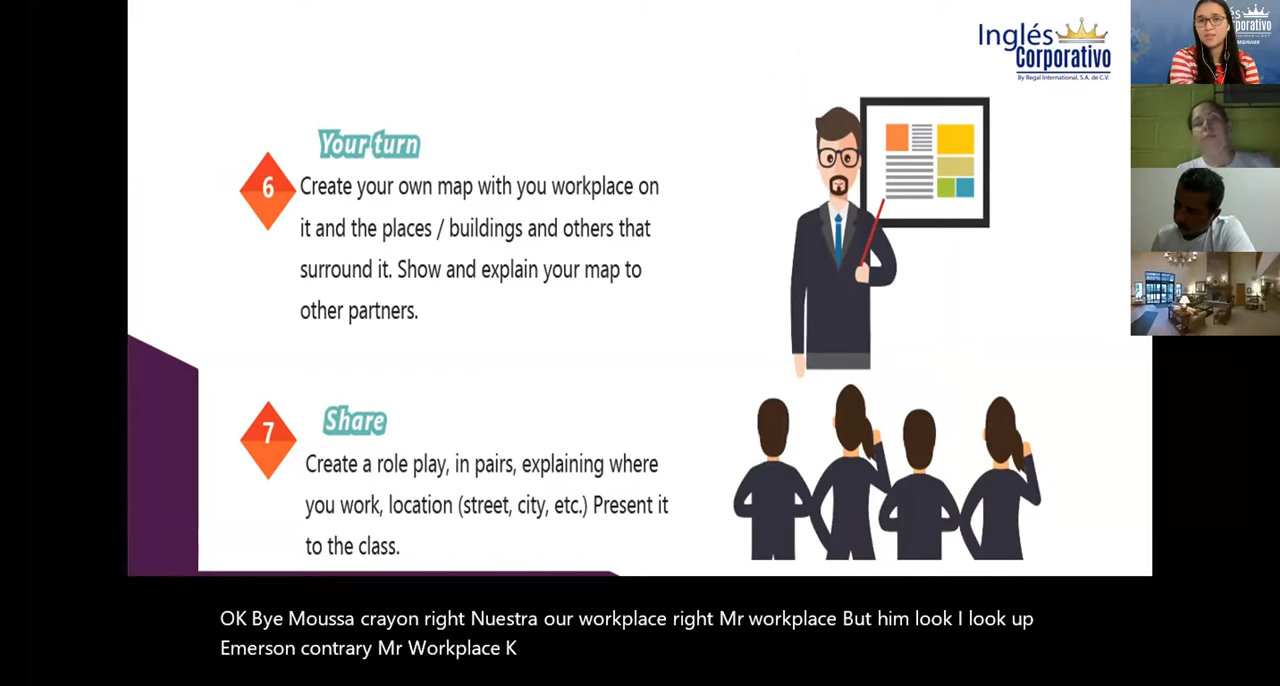 Inglés
Corporativo
By Regal International, S.A. de C.V.
Your turn
6
Create your own map with you workplace on
it and the places / buildings and others that
surround it. Show and explain your map to
other partners.
7
Share
Create a role play, in pairs, explaining where
you work, location (street, city, etc.) Present it
to the class.
OK Bye Moussa crayon right Nuestra our workplace right Mr workplace But him look I look up
Emerson contrary Mr Workplace K